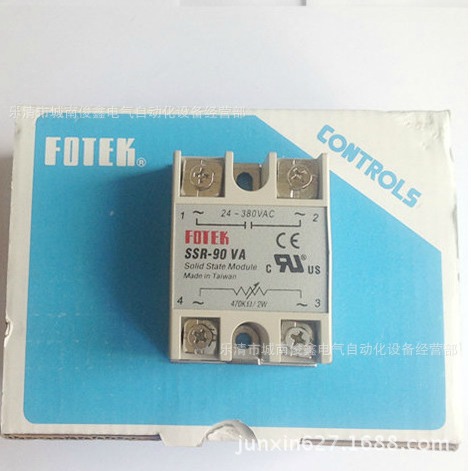 乐清市城南俊鑫电气自动化设备经营部
FOTEK®
CONTROLS
1 24-380VAC 2
FOTEK
CE
SSR-90 VA
Solid State Module
Made in Tairwan
C RU US
4 470KΩ/2W 3
乐清市城南俊鑫电气自动化设备经营部
junxin627.1688.com